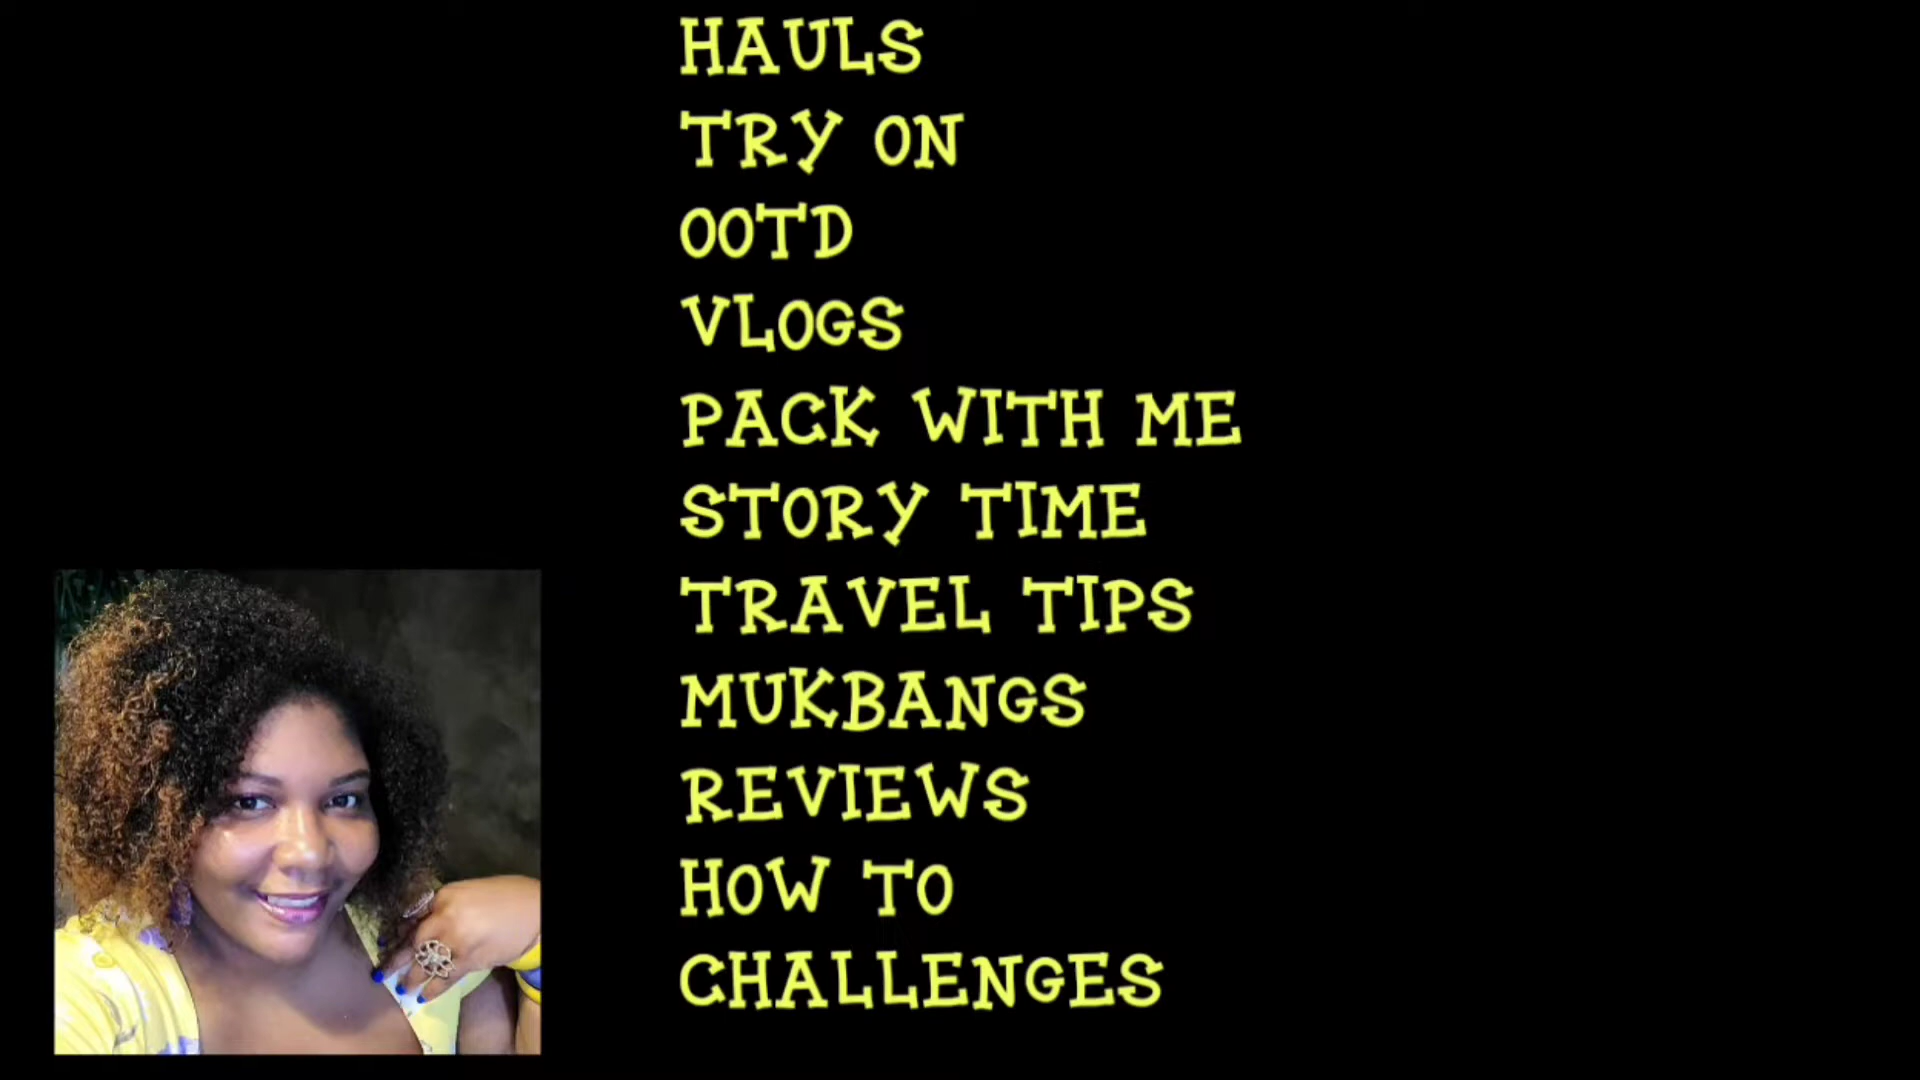 HAULS
TRY ON
OOTD
VLOGS
PACK WITH ME
STORY TIME
TRAVEL TIPS
MUKBANGS
REVIEWS
HOW TO
CHALLENGES